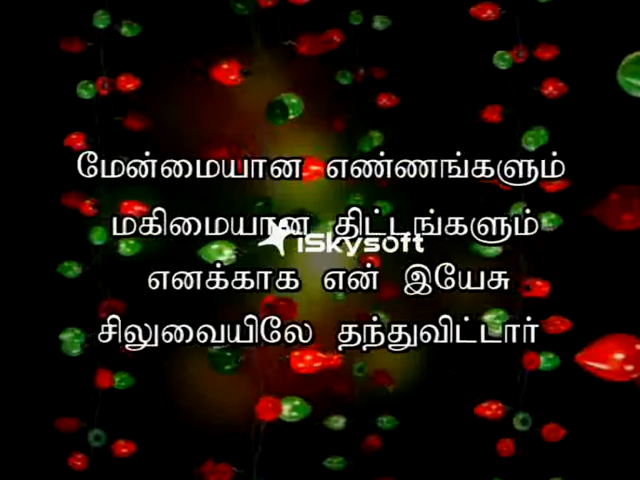 மேன்மையான எண்ணங்களும்
மகிமையான திட்டங்களும்
iSkysoft
எனக்காக என் இயேசு
சிலுவையிலே தந்துவிட்டார்